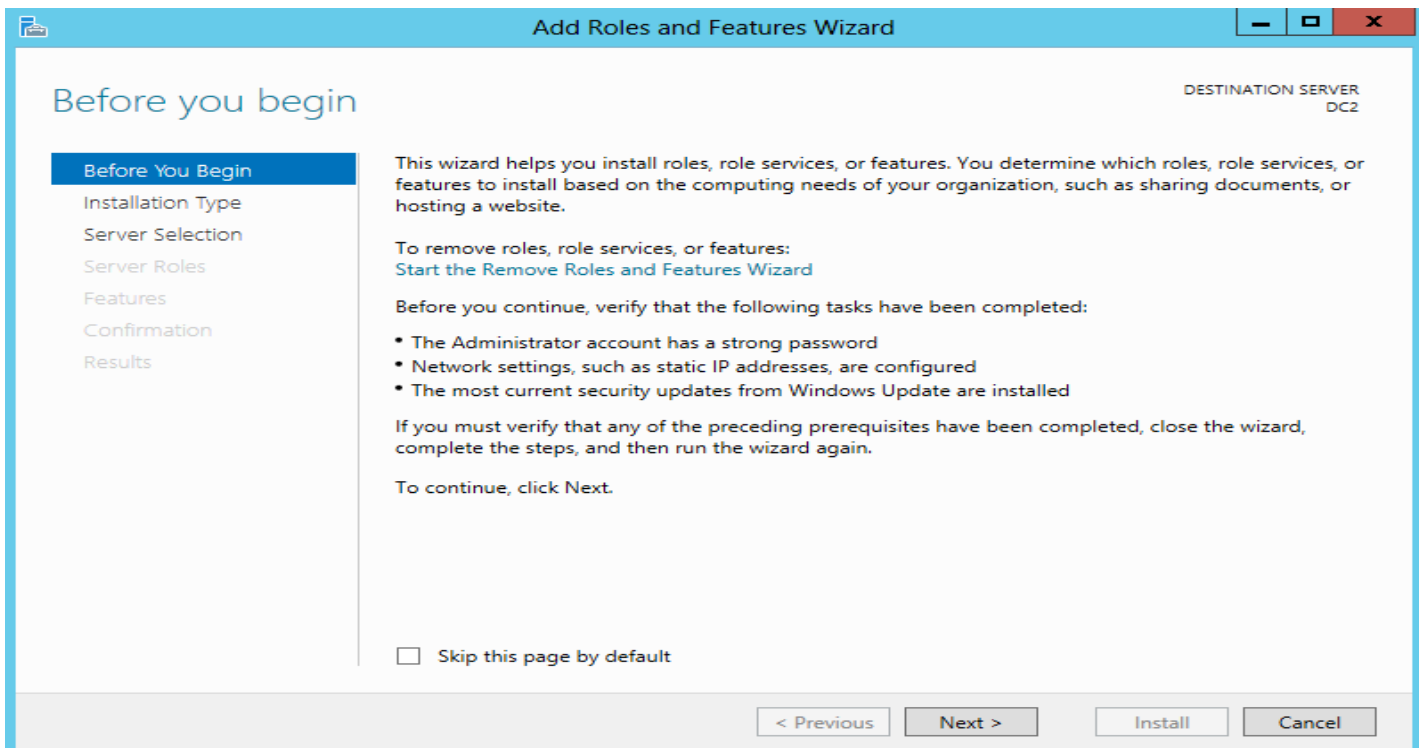 Add Roles and Features Wizard
Before you begin
DESTINATION SERVER
DC2
Before You Begin
Installation Type
Server Selection
Server Roles
Features
Confirmation
Results
This wizard helps you install roles, role services, or features. You determine which roles, role services, or
features to install based on the computing needs of your organization, such as sharing documents, or
hosting a website.
To remove roles, role services, or features:
Start the Remove Roles and Features Wizard
Before you continue, verify that the following tasks have been completed:
• The Administrator account has a strong password
• Network settings, such as static IP addresses, are configured
• The most current security updates from Windows Update are installed
If you must verify that any of the preceding prerequisites have been completed, close the wizard,
complete the steps, and then run the wizard again.
To continue, click Next.
Skip this page by default
< Previous
Next >
Install
Cancel